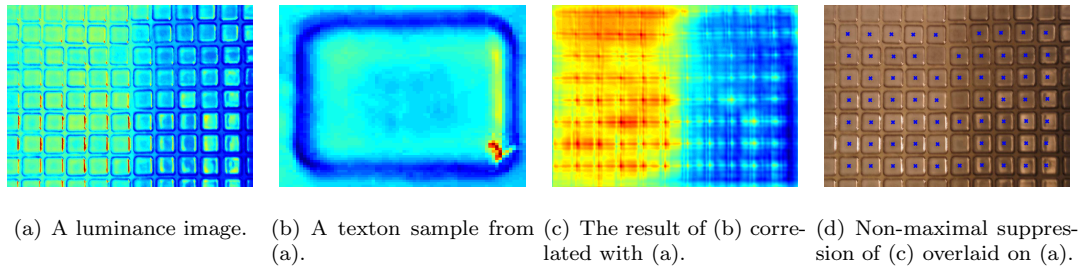 (a) A luminance image.
(b) A texton sample from
(a).
(c) The result of (b) corre-
lated with (a).
(d) Non-maximal suppres-
sion of (c) overlaid on (a).